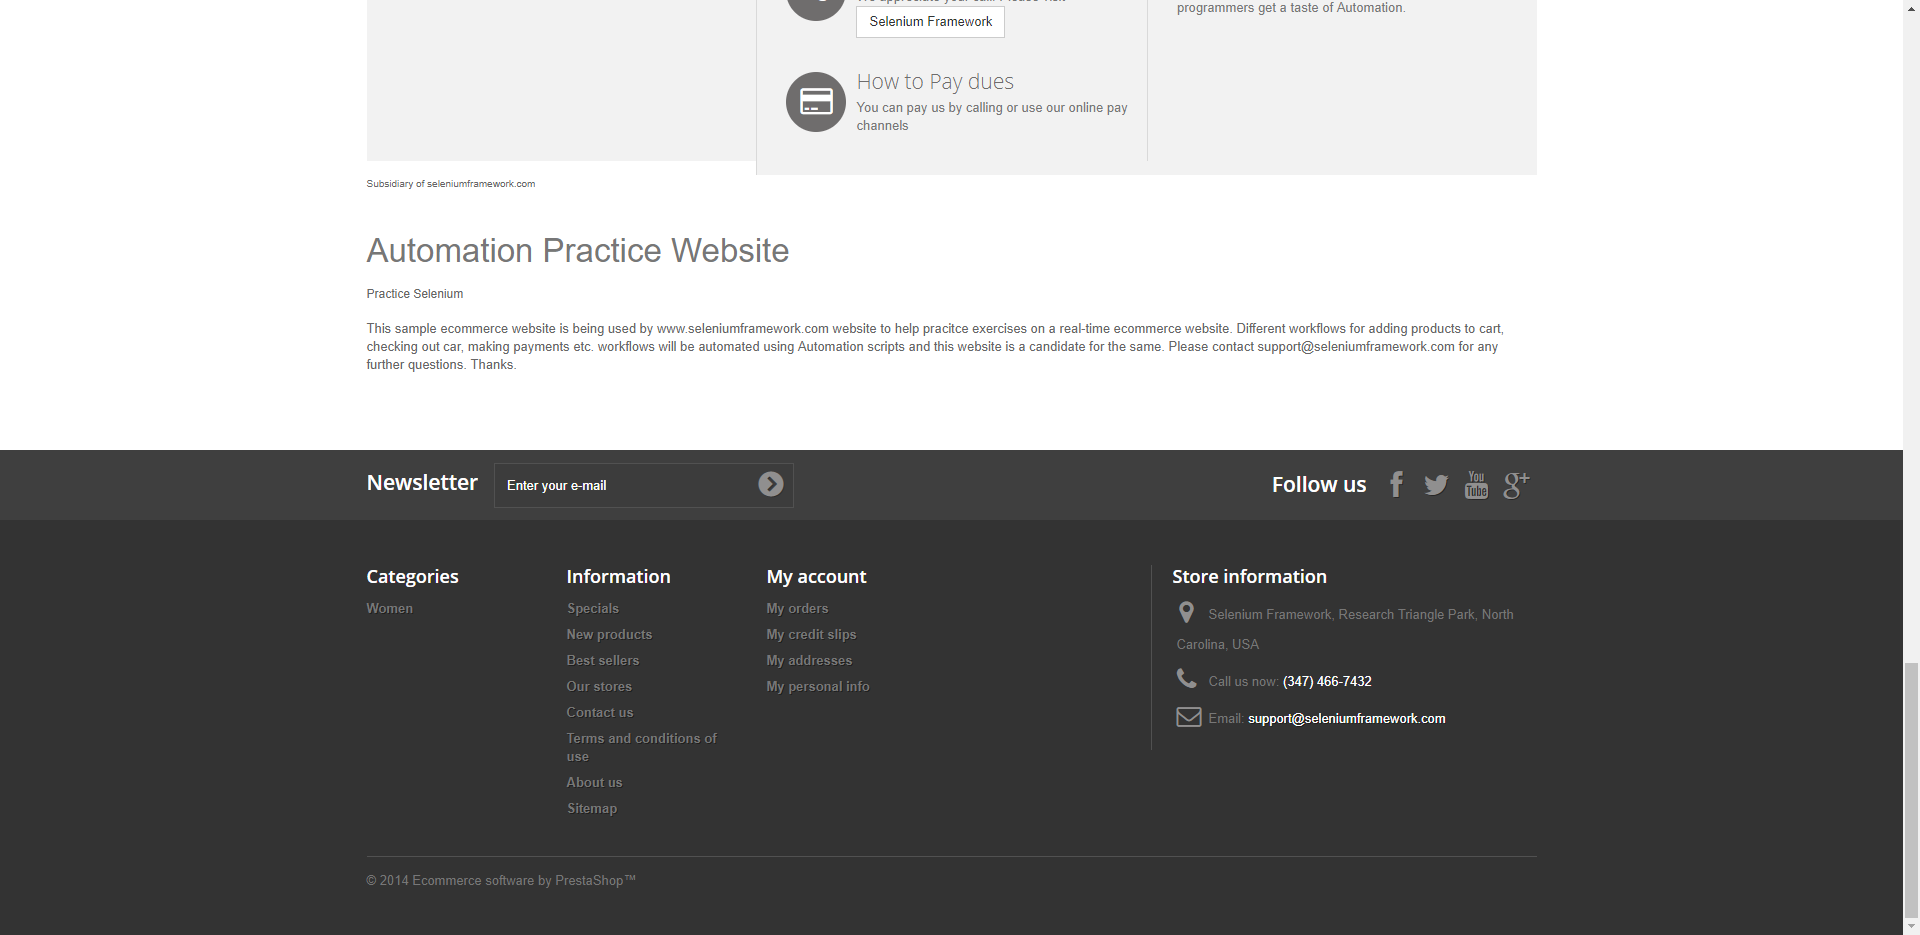 programmers get a taste of Automation.
Selenium Framework
How to Pay dues
You can pay us by calling or use our online pay
channels
Subsidiary of seleniumframework.com
Automation Practice Website
Practice Selenium
This sample ecommerce website is being used by www.seleniumframework.com website to help pracitce exercises on a real-time ecommerce website. Different workflows for adding products to cart,
checking out car, making payments etc. workflows will be automated using Automation scripts and this website is a candidate for the same. Please contact support@seleniumframework.com for any
further questions. Thanks.
Newsletter
Enter your e-mail
Follow us
You
Tube
g+
Categories
Women
Information
Specials
New products
Best sellers
Our stores
Contact us
Terms and conditions of
use
About us
Sitemap
My account
My orders
My credit slips
My addresses
My personal info
Store information
Selenium Framework, Research Triangle Park, North
Carolina, USA
Call us now: (347) 466-7432
Email: support@seleniumframework.com
© 2014 Ecommerce software by PrestaShop™